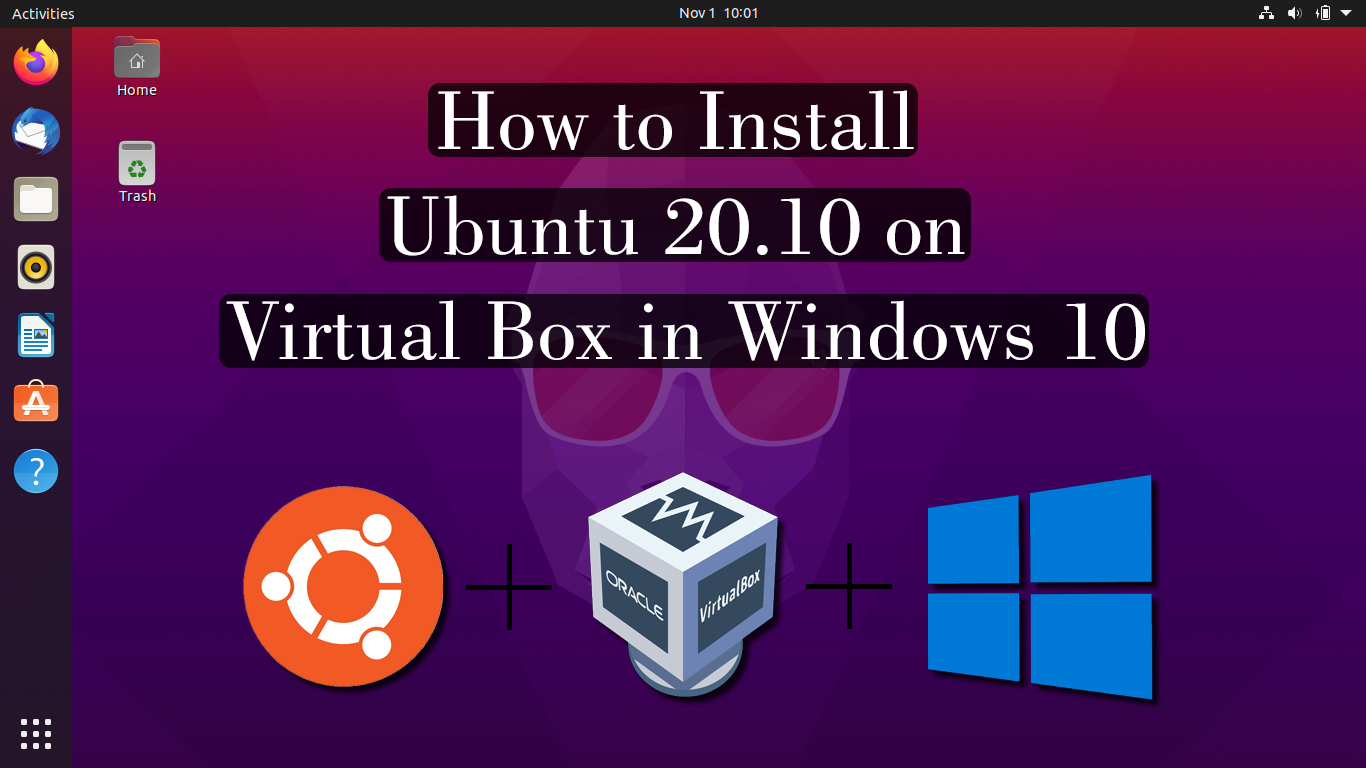 Activities
Nov 1 10:01
Home
Trash
How to Install
Ubuntu 20.10 on
Virtual Box in Windows 10
ORACLE
VirtualBox
?